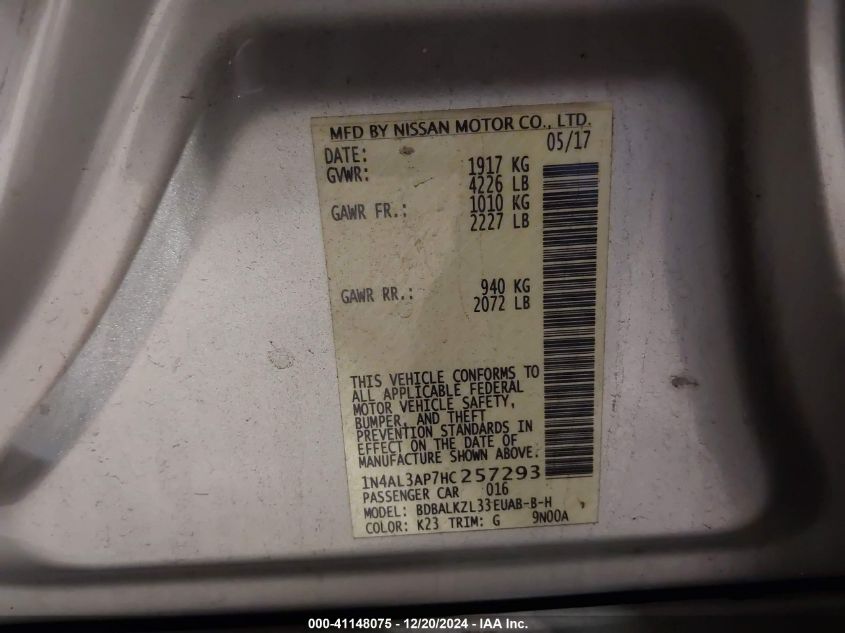 MFD BY NISSAN MOTOR CO., LTD.
DATE: 05/17
GVWR: 1917 KG
4226 LB
GAWR FR.: 1010 KG
2227 LB
GAWR RR.: 940 KG
2072 LB
THIS VEHICLE CONFORMS TO
ALL APPLICABLE FEDERAL
MOTOR VEHICLE SAFETY,
BUMPER, AND THEFT
PREVENTION STANDARDS IN
EFFECT ON THE DATE OF
MANUFACTURE SHOWN ABOVE.
1N4AL3AP7HC257293
PASSENGER CAR 016
MODEL: BDBALKZL33EUAB-B-H
COLOR: K23 TRIM: G 9N00A
000-41148075 - 12/20/2024 - IAA Inc.